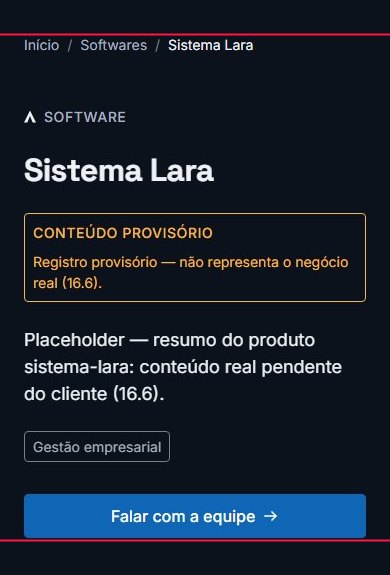 Início / Softwares / Sistema Lara
SOFTWARE
Sistema Lara
CONTEÚDO PROVISÓRIO
Registro provisório — não representa o negócio
real (16.6).
Placeholder — resumo do produto
sistema-lara: conteúdo real pendente
do cliente (16.6).
Gestão empresarial
Falar com a equipe →